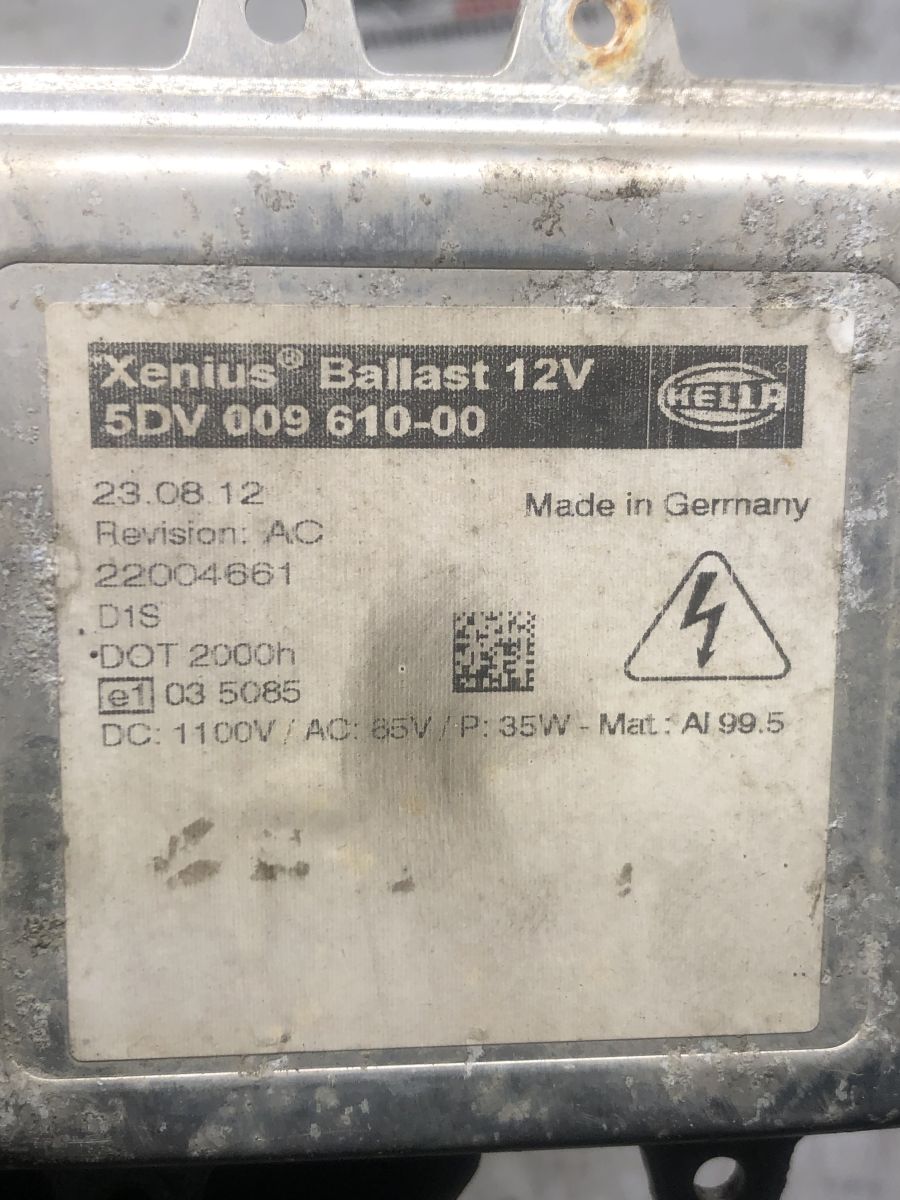 Xenius® Ballast 12V
5DV 009 610-00
HELLA
23.08.12
Made in Germany
Revision: AC
22004661
D1S
DOT 2000h
e1 03 5085
DC: 1100V / AC: 85V / P: 35W - Mat.: Al 99.5